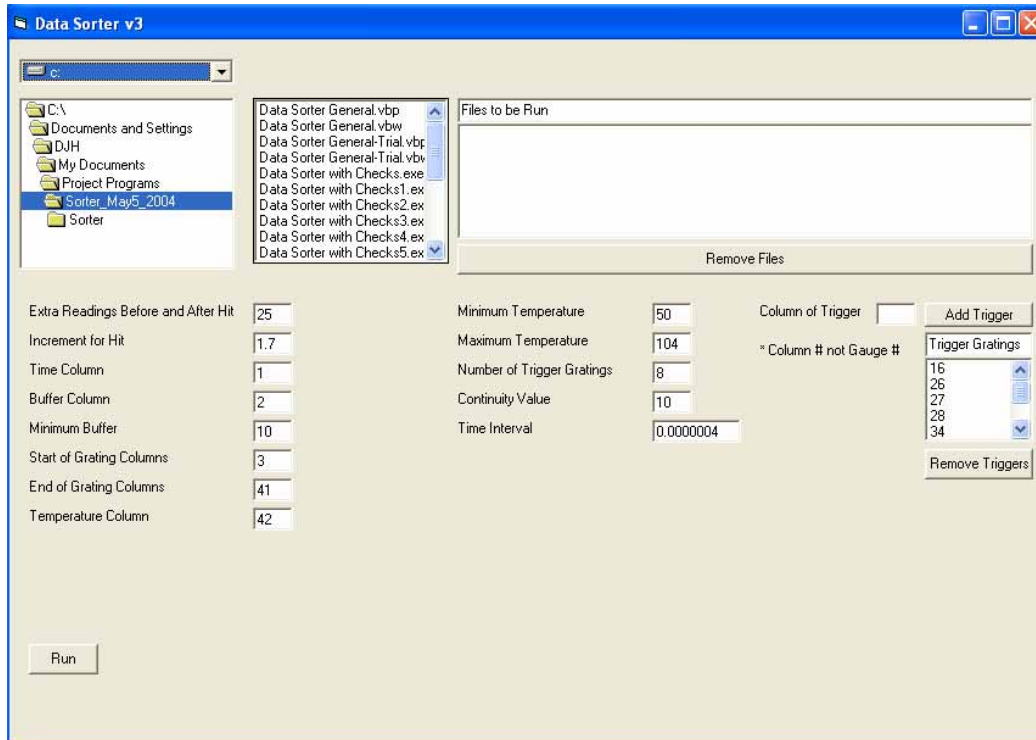 Data Sorter v3
c:
C:\
Documents and Settings
DJH
My Documents
Project Programs
Sorter_May5_2004
Sorter
Data Sorter General.vbp
Data Sorter General.vbw
Data Sorter General-Trial.vbp
Data Sorter General-Trial.vbw
Data Sorter with Checks.exe
Data Sorter with Checks1.ex
Data Sorter with Checks2.ex
Data Sorter with Checks3.ex
Data Sorter with Checks4.ex
Data Sorter with Checks5.ex
Files to be Run
Remove Files
Extra Readings Before and After Hit 25
Increment for Hit 1.7
Time Column 1
Buffer Column 2
Minimum Buffer 10
Start of Grating Columns 3
End of Grating Columns 41
Temperature Column 42
Minimum Temperature 50
Maximum Temperature 104
Number of Trigger Gratings 8
Continuity Value 10
Time Interval 0.0000004
Column of Trigger
* Column # not Gauge #
Add Trigger
Trigger Gratings
16
26
27
28
34
Remove Triggers
Run